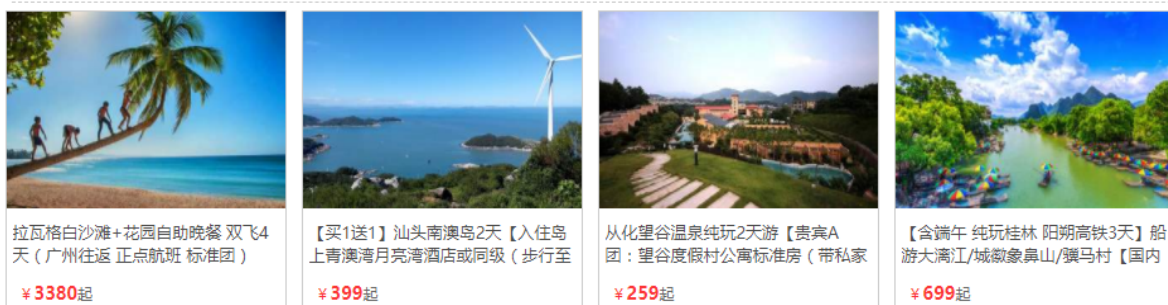 拉瓦格白沙滩+花园自助晚餐 双飞4
天（广州往返 正点航班 标准团）
￥3380起
【买1送1】汕头南澳岛2天【入住岛
上青澳湾月亮湾酒店或同级（步行至
￥399起
从化望谷温泉纯玩2天游【贵宾A
团：望谷度假村公寓标准房（带私家
￥259起
【含端午 纯玩桂林 阳朔高铁3天】船
游大漓江/城徽象鼻山/骥马村【国内
￥699起